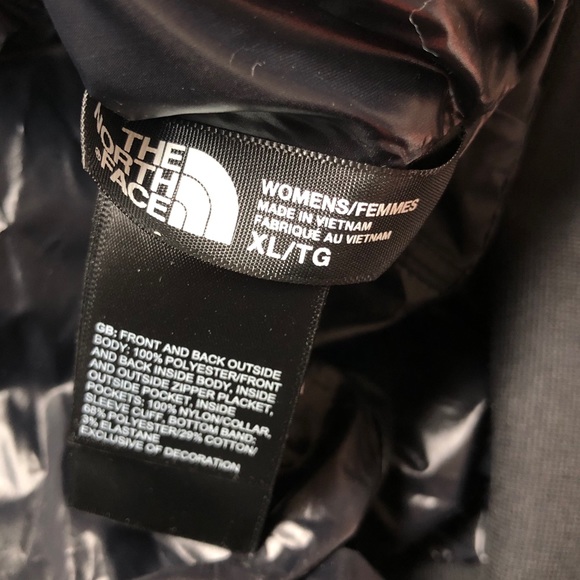 THE
NORTH
FACE
WOMENS/FEMMES
MADE IN VIETNAM
FABRIQUÉ AU VIETNAM
XL/TG
GB: FRONT AND BACK OUTSIDE
BODY: 100% POLYESTER/FRONT
AND BACK INSIDE BODY, INSIDE
AND OUTSIDE ZIPPER PLACKET,
OUTSIDE POCKET, INSIDE
POCKETS: 100% NYLON/COLLAR,
SLEEVE CUFF, BOTTOM BAND:
68% POLYESTER/29% COTTON/
3% ELASTANE
EXCLUSIVE OF DECORATION